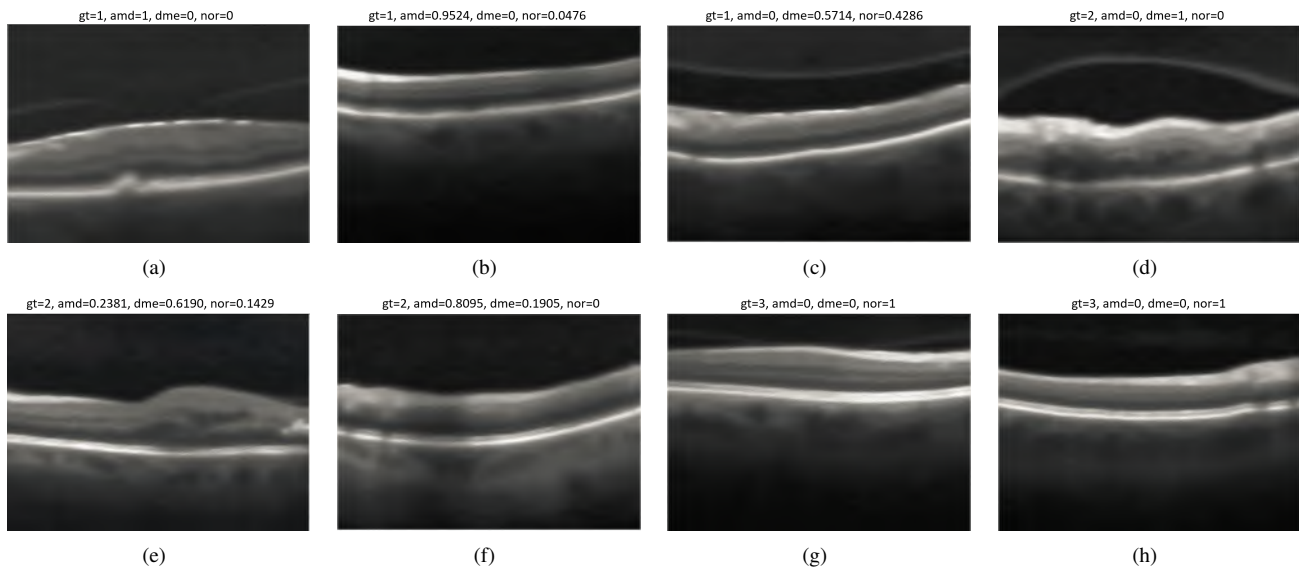 gt=1, amd=1, dme=0, nor=0
gt=1, amd=0.9524, dme=0, nor=0.0476
gt=1, amd=0, dme=0.5714, nor=0.4286
gt=2, amd=0, dme=1, nor=0
(a)
(b)
(c)
(d)
gt=2, amd=0.2381, dme=0.6190, nor=0.1429
gt=2, amd=0.8095, dme=0.1905, nor=0
gt=3, amd=0, dme=0, nor=1
gt=3, amd=0, dme=0, nor=1
(e)
(f)
(g)
(h)